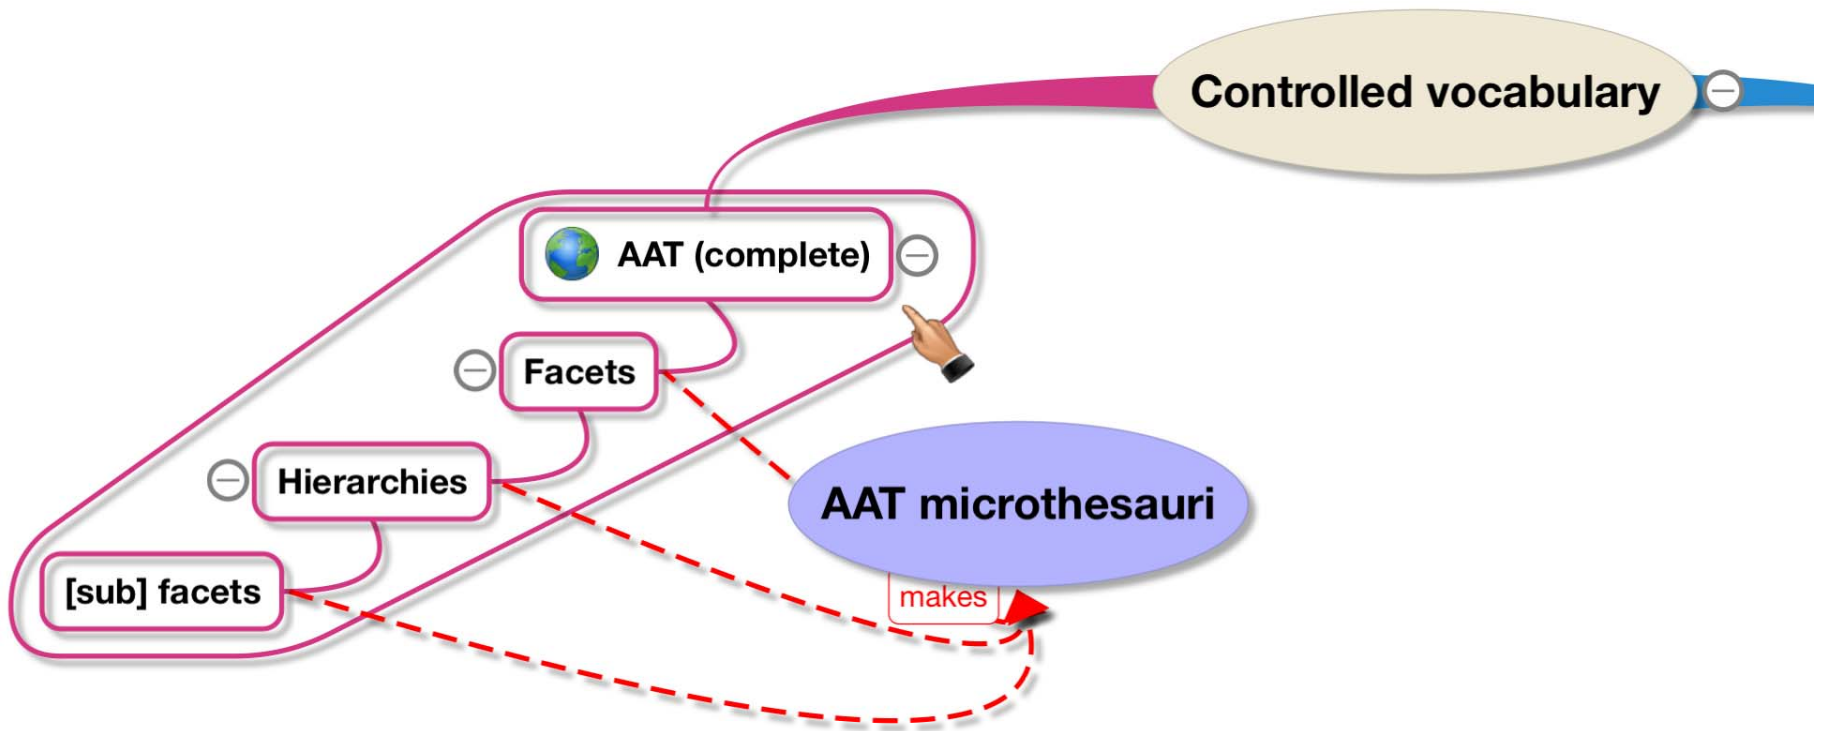 Controlled vocabulary
AAT (complete)
Facets
Hierarchies
AAT microthesauri
[sub] facets
makes